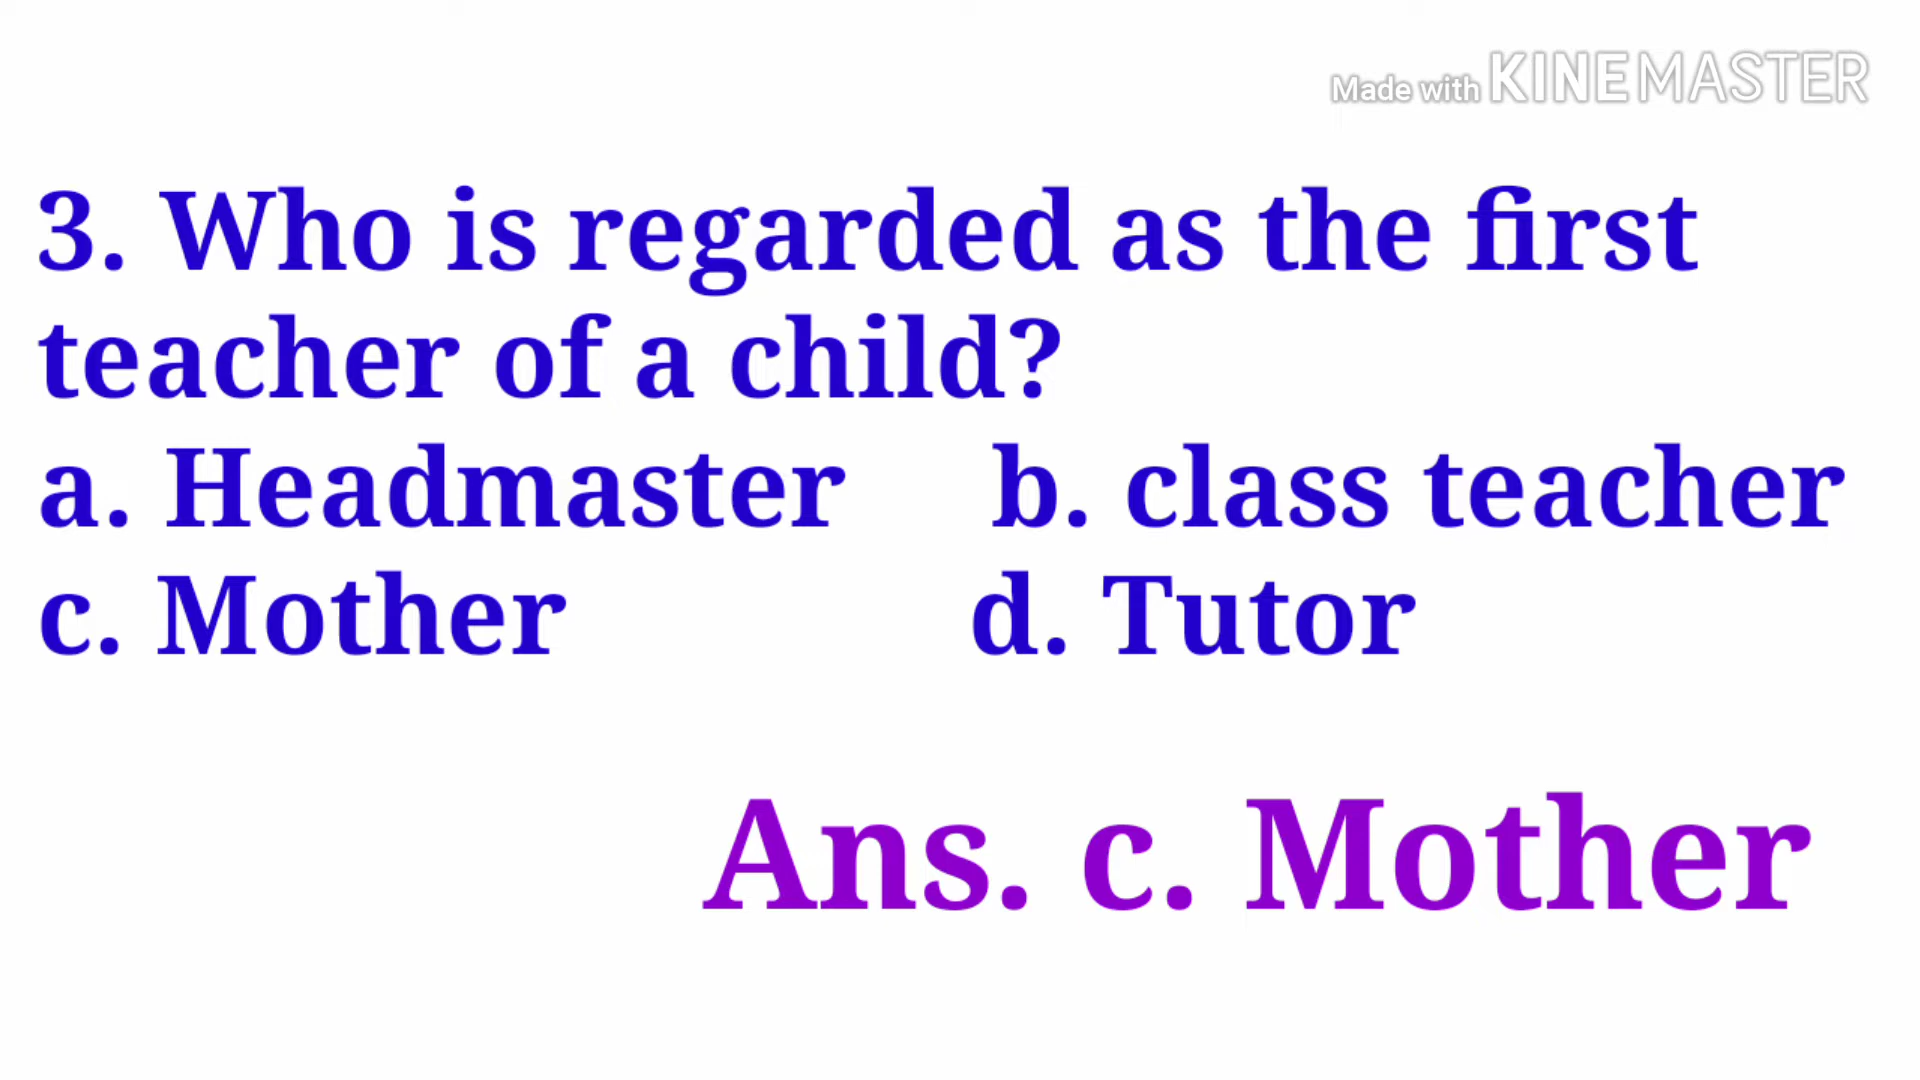 Made with KINEMASTER
3. Who is regarded as the first
teacher of a child?
a. Headmaster b. class teacher
c. Mother d. Tutor
Ans. c. Mother